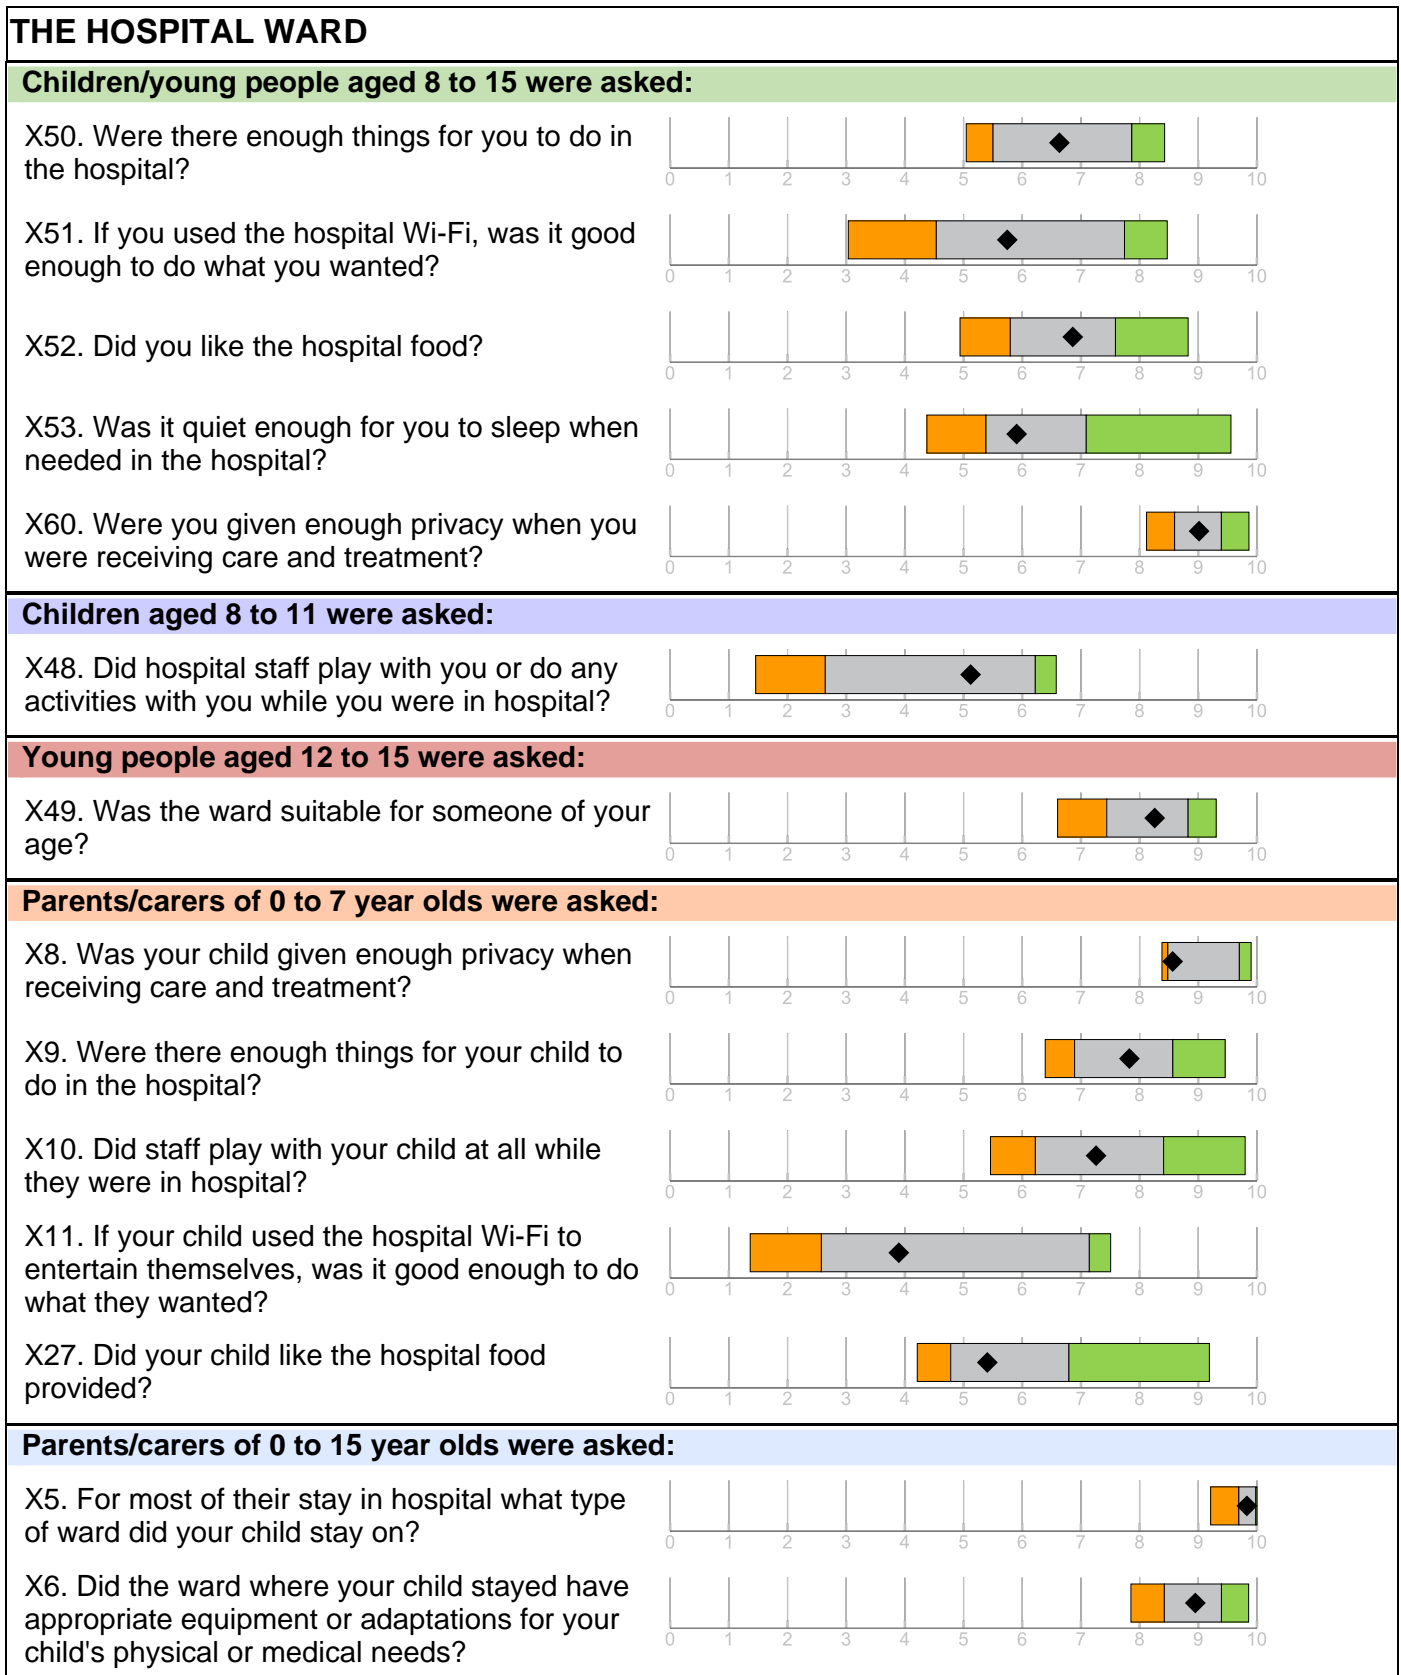 THE HOSPITAL WARD
Children/young people aged 8 to 15 were asked:
X50. Were there enough things for you to do in
the hospital?
0 1 2 3 4 5 6 7 8 9 10
X51. If you used the hospital Wi-Fi, was it good
enough to do what you wanted?
0 1 2 3 4 5 6 7 8 9 10
X52. Did you like the hospital food?
0 1 2 3 4 5 6 7 8 9 10
X53. Was it quiet enough for you to sleep when
needed in the hospital?
0 1 2 3 4 5 6 7 8 9 10
X60. Were you given enough privacy when you
were receiving care and treatment?
0 1 2 3 4 5 6 7 8 9 10
Children aged 8 to 11 were asked:
X48. Did hospital staff play with you or do any
activities with you while you were in hospital?
0 1 2 3 4 5 6 7 8 9 10
Young people aged 12 to 15 were asked:
X49. Was the ward suitable for someone of your
age?
0 1 2 3 4 5 6 7 8 9 10
Parents/carers of 0 to 7 year olds were asked:
X8. Was your child given enough privacy when
receiving care and treatment?
0 1 2 3 4 5 6 7 8 9 10
X9. Were there enough things for your child to
do in the hospital?
0 1 2 3 4 5 6 7 8 9 10
X10. Did staff play with your child at all while
they were in hospital?
0 1 2 3 4 5 6 7 8 9 10
X11. If your child used the hospital Wi-Fi to
entertain themselves, was it good enough to do
what they wanted?
0 1 2 3 4 5 6 7 8 9 10
X27. Did your child like the hospital food
provided?
0 1 2 3 4 5 6 7 8 9 10
Parents/carers of 0 to 15 year olds were asked:
X5. For most of their stay in hospital what type
of ward did your child stay on?
0 1 2 3 4 5 6 7 8 9 10
X6. Did the ward where your child stayed have
appropriate equipment or adaptations for your
child's physical or medical needs?
0 1 2 3 4 5 6 7 8 9 10